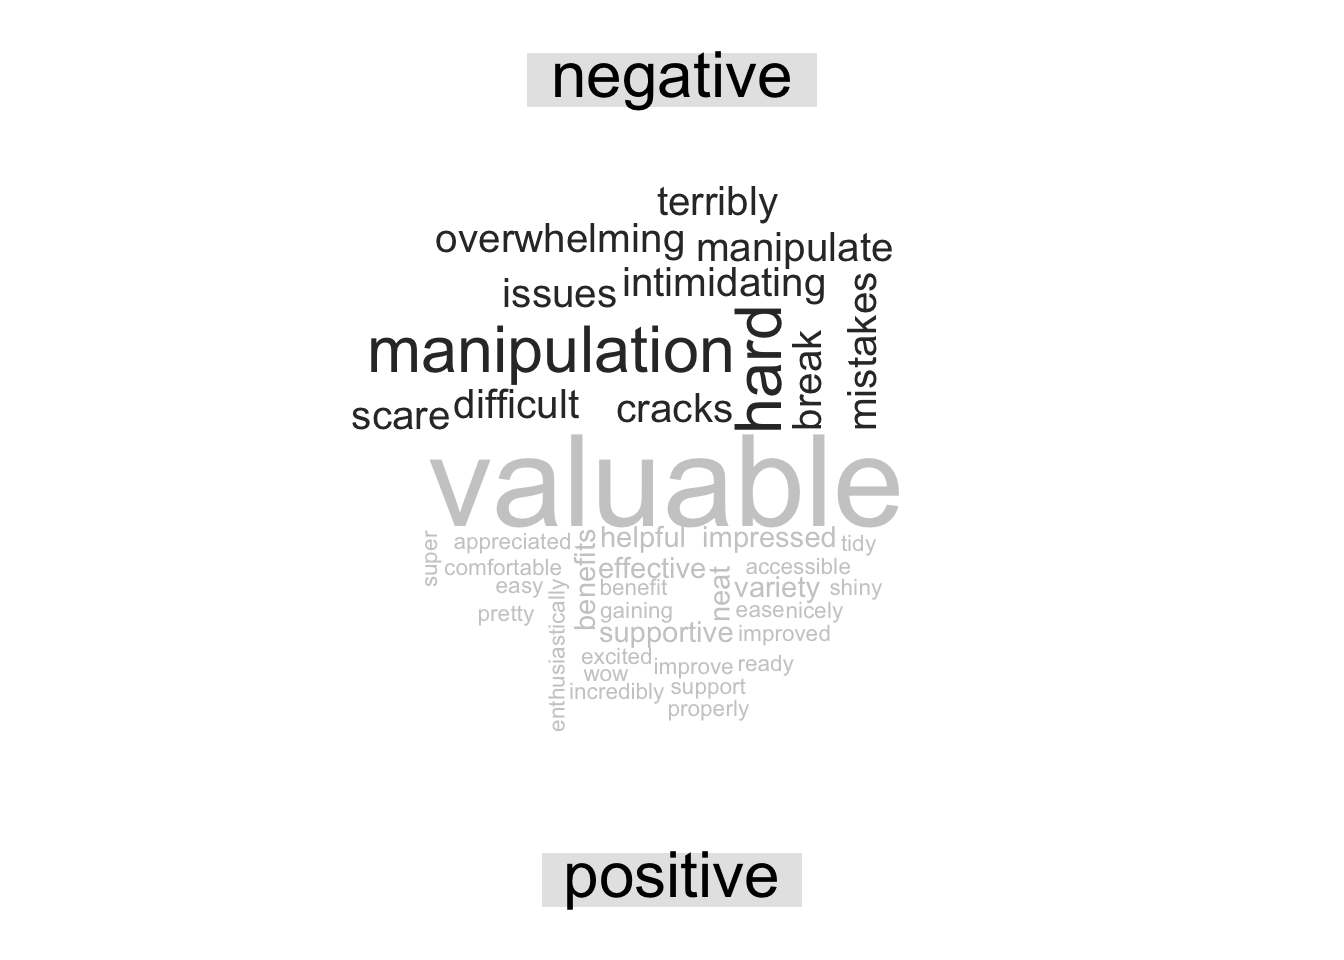 negative
terribly
overwhelming
manipulate
intimidating
issues
mistakes
hard
break
manipulation
difficult
cracks
scare
valuable
super
appreciated
benefits
helpful
impressed
tidy
comfortable
effective
accessible
easy
benefit
neat
variety
shiny
enthusiastically
pretty
gaining
ease
nicely
supportive
improved
excited
improve
ready
wow
incredibly
support
properly
positive